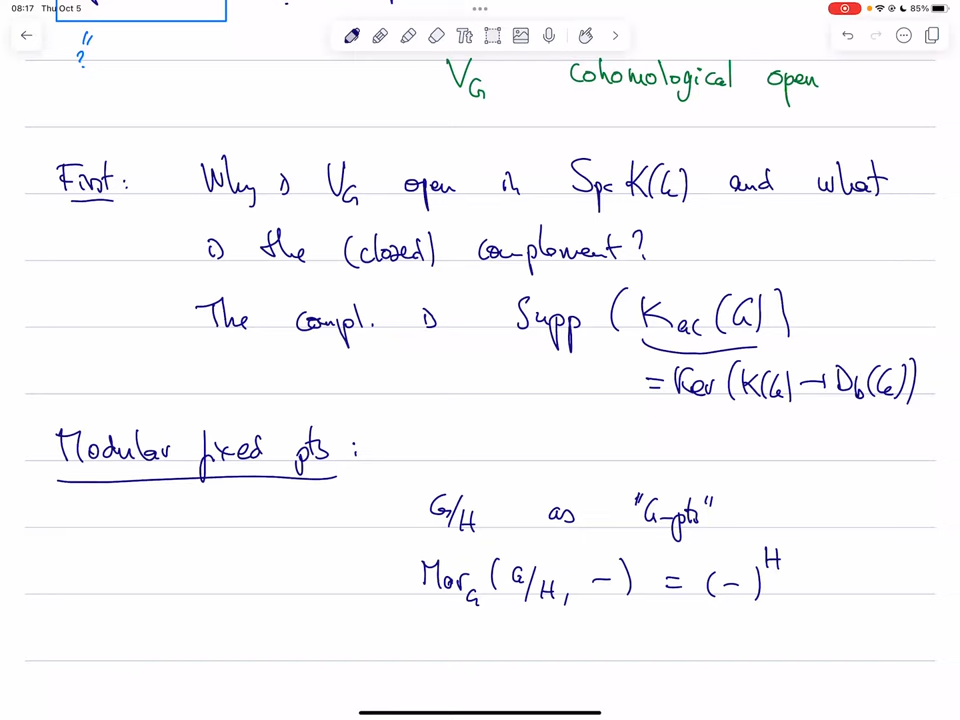 08:17 Thu Oct 5
85%
"
?
Tt
V_G cohomological open
First: Why is V_G open in Spc K(G) and what
is the (closed) complement?
The compl. is Supp (K_ac(G))
= Ker (K(G) → D_b(G))
Modular fixed pts:
G/H as "G-pts"
Mor_G (G/H, −) = (−)^H